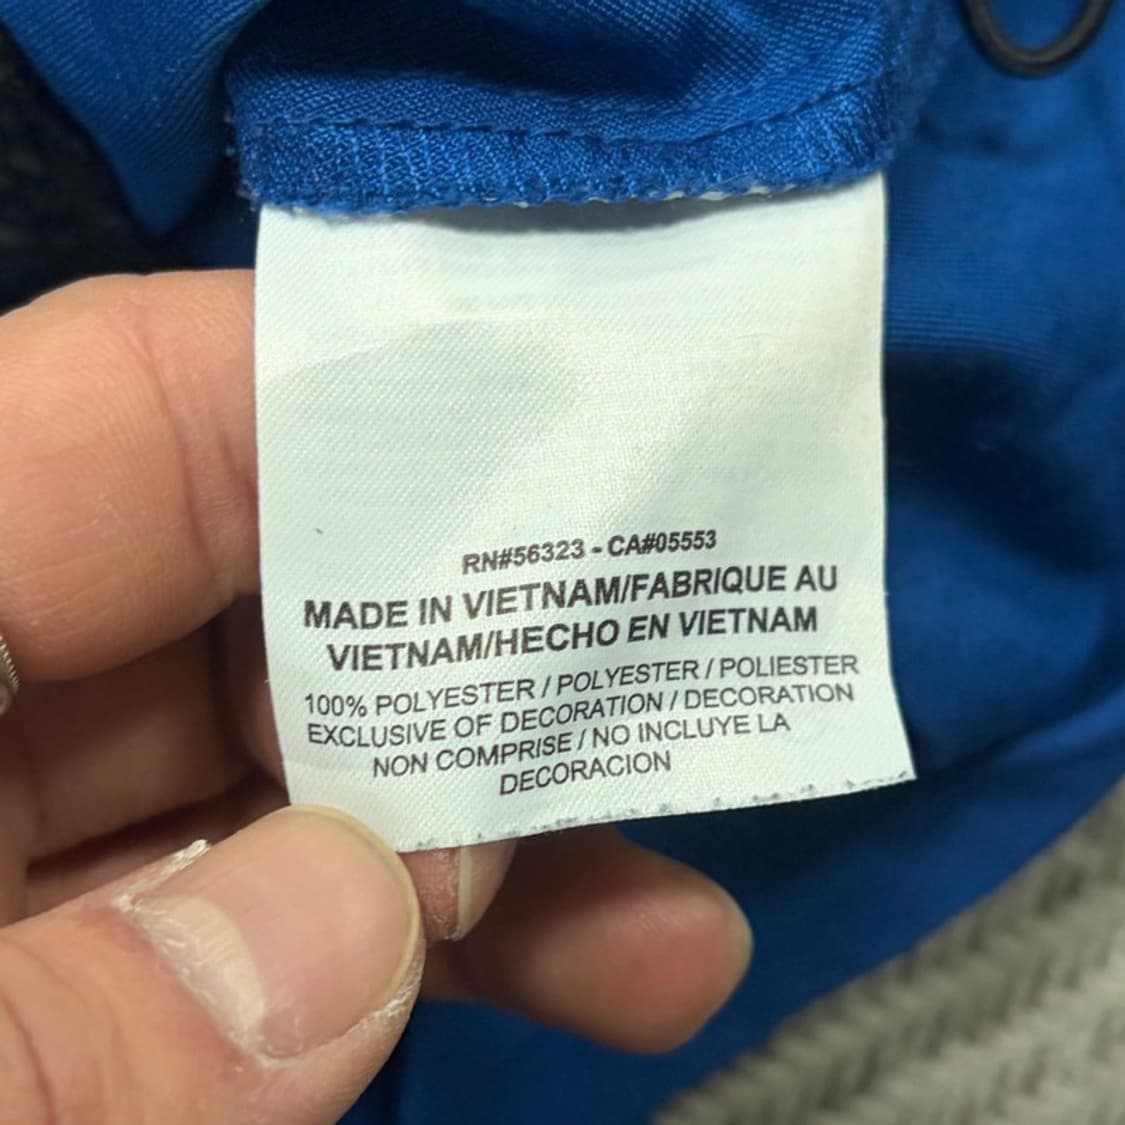 RN#56323 - CA#05553
MADE IN VIETNAM/FABRIQUE AU
VIETNAM/HECHO EN VIETNAM
100% POLYESTER / POLYESTER / POLIESTER
EXCLUSIVE OF DECORATION / DECORATION
NON COMPRISE / NO INCLUYE LA
DECORACION